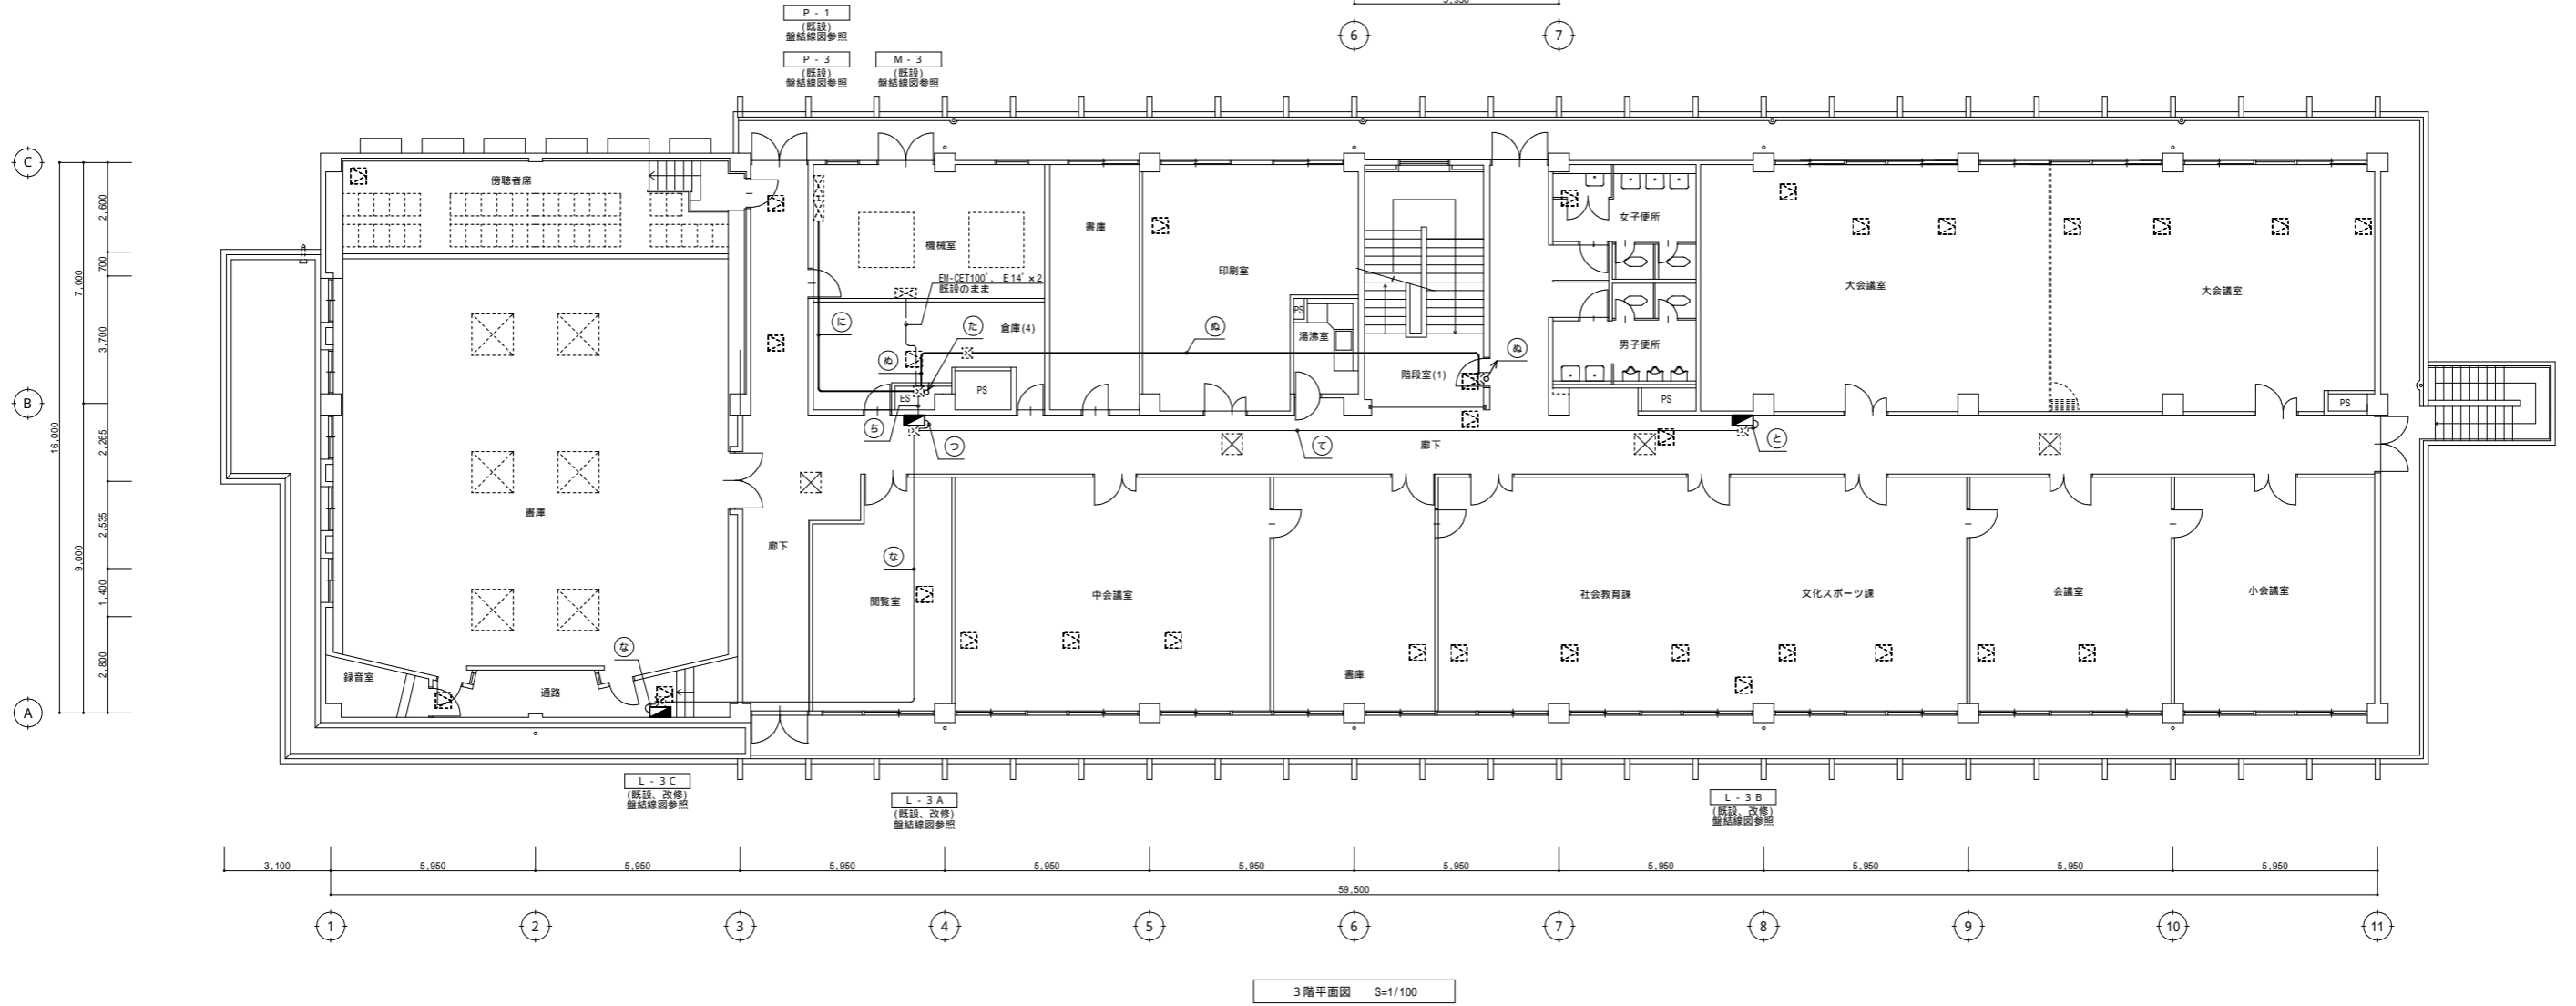 5,950
P - 1
(既設)
盤結線図参照
6
7
P - 3
(既設)
盤結線図参照
M - 3
(既設)
盤結線図参照
C
傍聴者席
2,600
女子便所
書庫
機械室
印刷室
700
7,000
EM-CET100゜、E14゜×2
既設のまま
大会議室
大会議室
に
た
倉庫(4)
ぬ
PS
湯沸室
3,700
男子便所
ぬ
ぬ
階段室(1)
B
ES
PS
PS
PS
ち
つ
て
廊下
と
16,000
2,265
書庫
2,535
9,000
廊下
な
1,400
閲覧室
中会議室
社会教育課
文化スポーツ課
会議室
小会議室
な
2,800
録音室
通路
書庫
A
L - 3 C
(既設、改修)
盤結線図参照
L - 3 A
(既設、改修)
盤結線図参照
L - 3 B
(既設、改修)
盤結線図参照
3,100
5,950
5,950
5,950
5,950
5,950
5,950
5,950
5,950
5,950
5,950
59,500
1
2
3
4
5
6
7
8
9
10
11
3階平面図 S=1/100